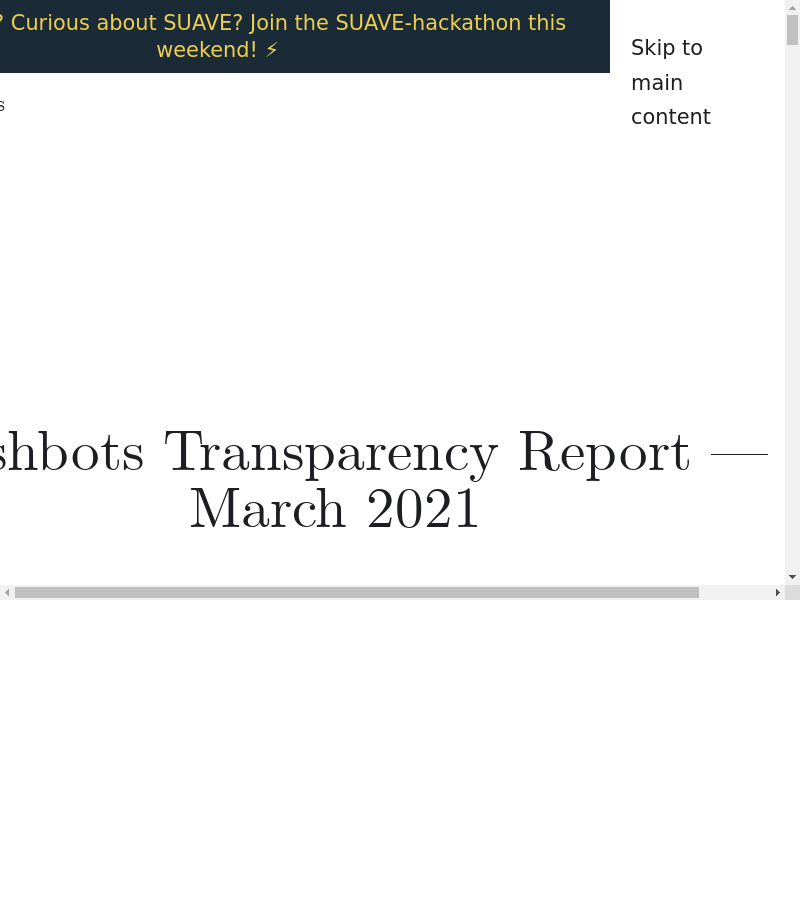 ? Curious about SUAVE? Join the SUAVE-hackathon this
weekend! ⚡
Skip to
main
content
s
shbots Transparency Report —
March 2021